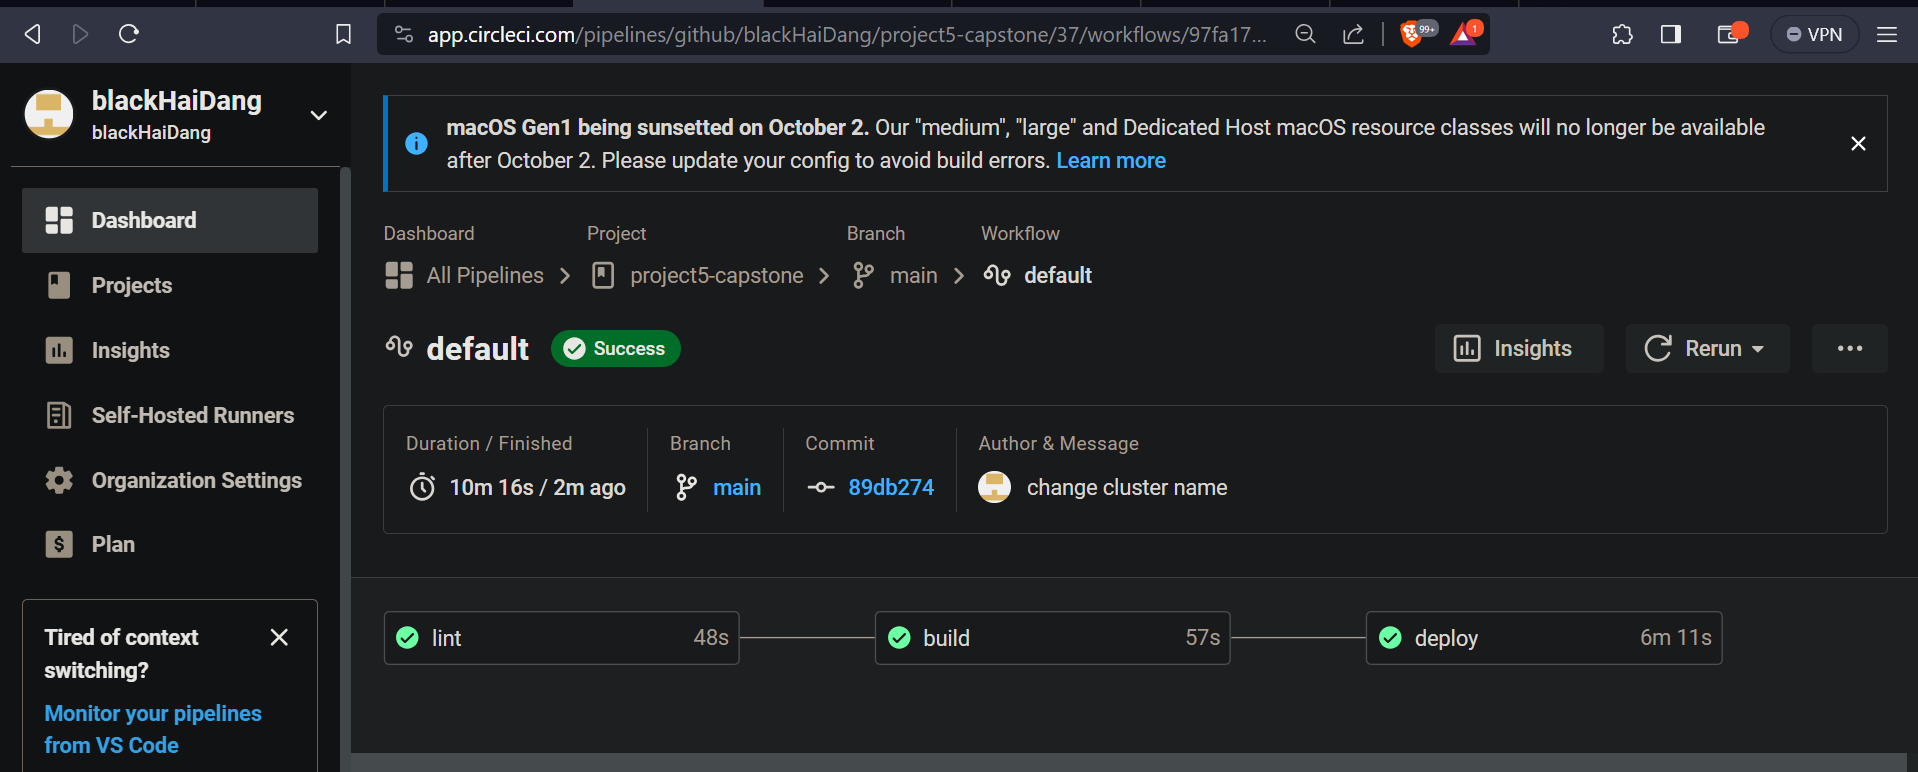 app.circleci.com/pipelines/github/blackHaiDang/project5-capstone/37/workflows/97fa17...
99+
1
VPN
blackHaiDang
blackHaiDang
Dashboard
Projects
Insights
Self-Hosted Runners
Organization Settings
Plan
Tired of context
switching?
Monitor your pipelines
from VS Code
macOS Gen1 being sunsetted on October 2. Our "medium", "large" and Dedicated Host macOS resource classes will no longer be available
after October 2. Please update your config to avoid build errors. Learn more
Dashboard Project Branch Workflow
All Pipelines project5-capstone main default
default Success Insights Rerun
Duration / Finished Branch Commit Author & Message
10m 16s / 2m ago main 89db274 change cluster name
lint 48s build 57s deploy 6m 11s